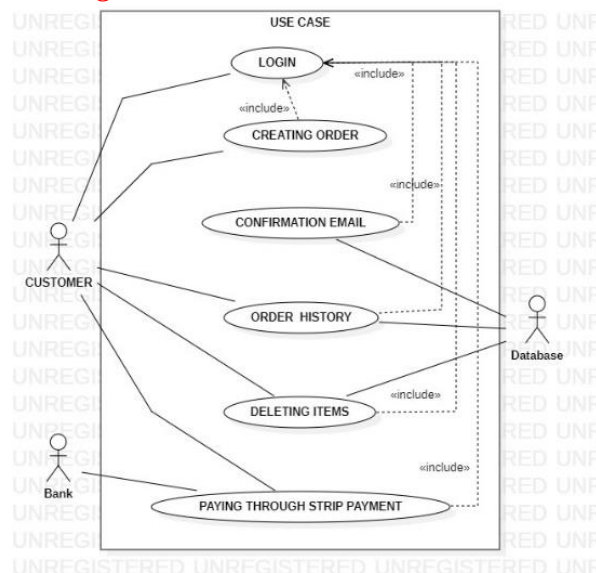 USE CASE
LOGIN
«include»
«include»
CREATING ORDER
«include»
CONFIRMATION EMAIL
CUSTOMER
ORDER HISTORY
Database
«include»
DELETING ITEMS
«include»
Bank
PAYING THROUGH STRIP PAYMENT
UNREGISTERED UNREGISTERED UNREGISTERED UNR